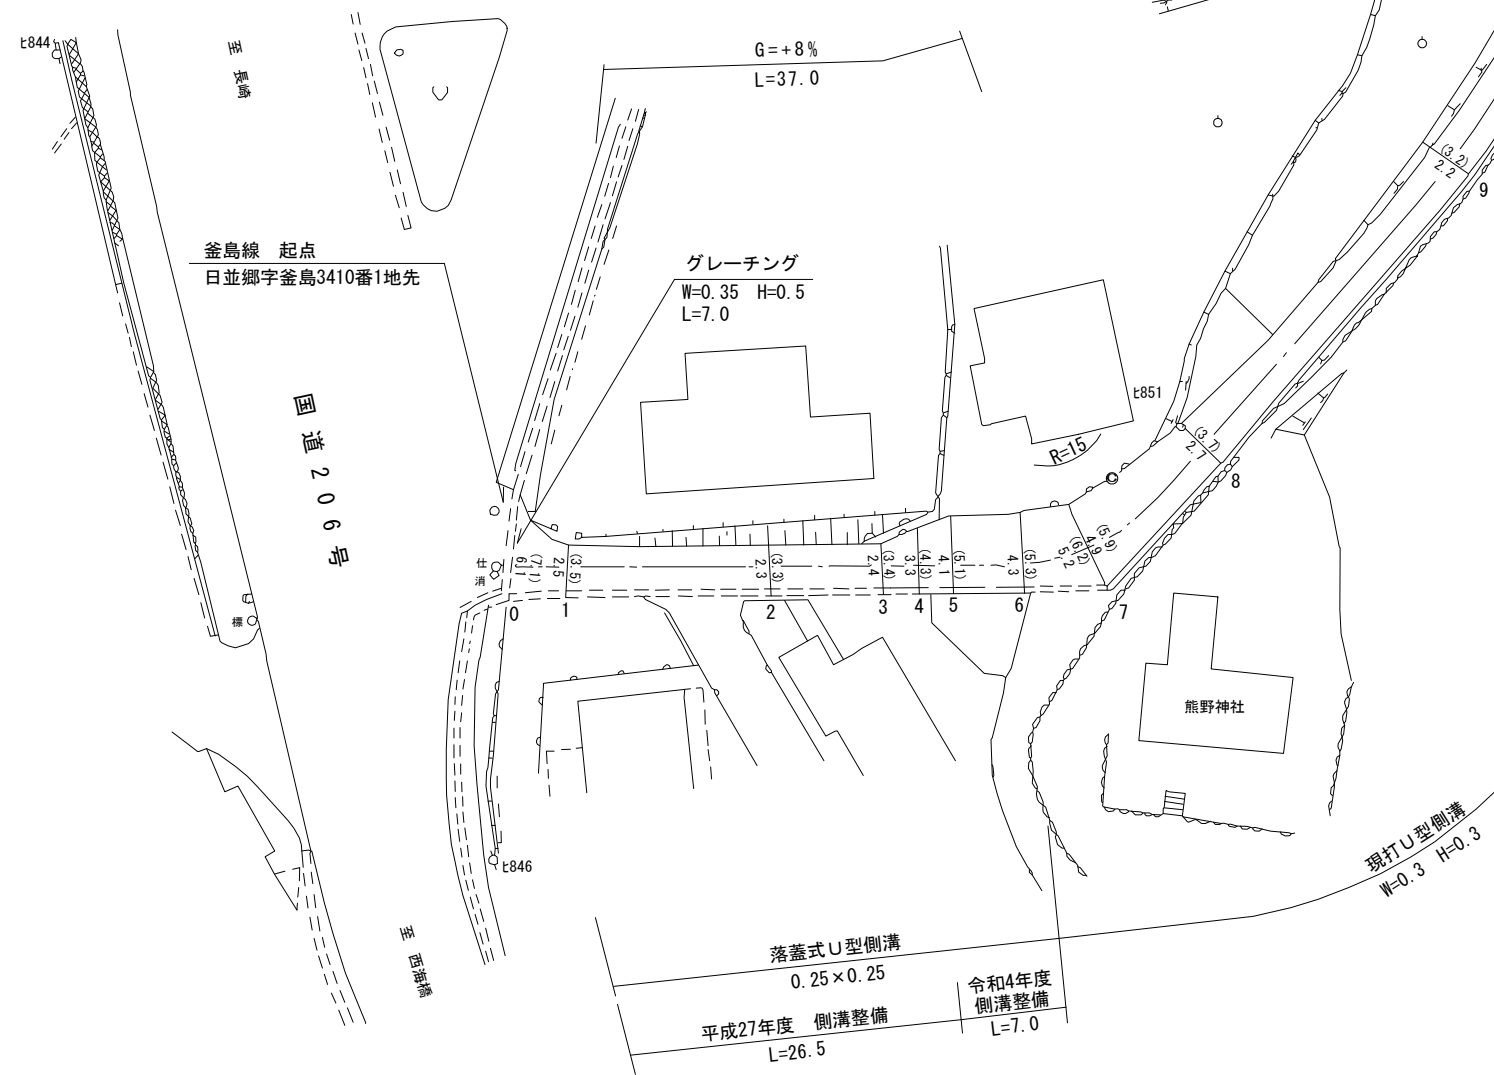 ﾋ844
至 長崎
G=+8%
L=37.0
(3.2)
2.2
9
釜島線 起点
日並郷字釜島3410番1地先
グレーチング
W=0.35 H=0.5
L=7.0
国道206号
ﾋ851
R=15
(3.7)
2.7
8
仕
消
標
(7.1)
6.1
(3.5)
2.5
(3.3)
2.3
(3.4)
2.4
(4.3)
3.3
(5.1)
4.1
(5.3)
4.3
(6.2)
5.2
(5.9)
4.9
0
1
2
3
4
5
6
7
熊野神社
ﾋ846
至 西海橋
現打U型側溝
W=0.3 H=0.3
落蓋式U型側溝
0.25×0.25
令和4年度
側溝整備
L=7.0
平成27年度 側溝整備
L=26.5